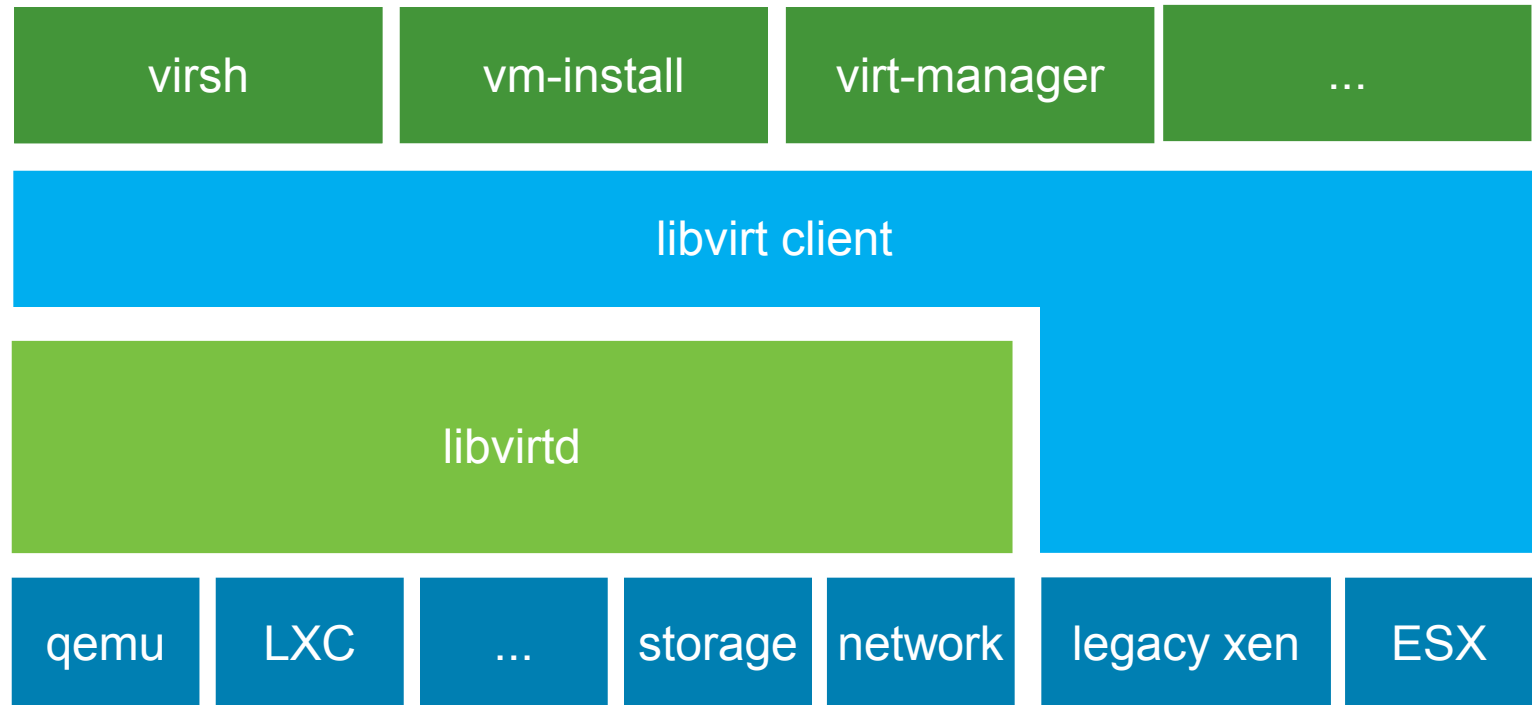 virsh
vm-install
virt-manager
...
libvirt client
libvirtd
qemu
LXC
...
storage
network
legacy xen
ESX